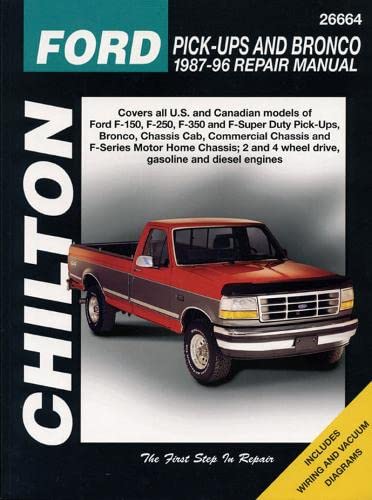 26664
FORD
PICK-UPS AND BRONCO
1987-96 REPAIR MANUAL
Covers all U.S. and Canadian models of
Ford F-150, F-250, F-350 and F-Super Duty Pick-Ups,
Bronco, Chassis Cab, Commercial Chassis and
F-Series Motor Home Chassis; 2 and 4 wheel drive,
gasoline and diesel engines
CHILTON
The First Step In Repair
INCLUDES
WIRING AND VACUUM
DIAGRAMS